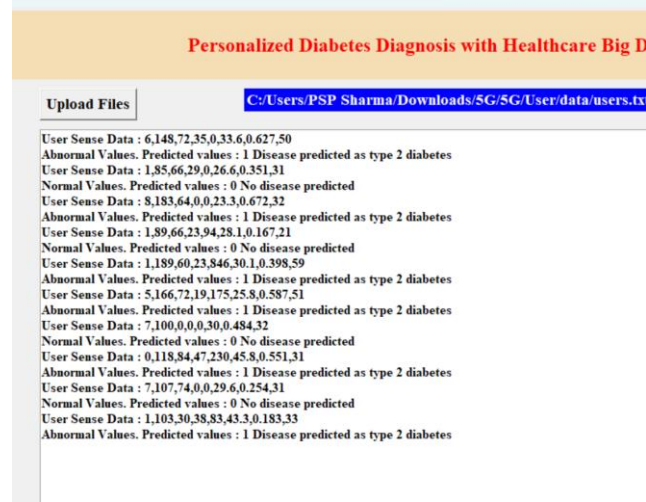 Personalized Diabetes Diagnosis with Healthcare Big D
Upload Files
C:/Users/PSP Sharma/Downloads/5G/5G/User/data/users.tx
User Sense Data : 6,148,72,35,0,33.6,0.627,50
Abnormal Values. Predicted values : 1 Disease predicted as type 2 diabetes
User Sense Data : 1,85,66,29,0,26.6,0.351,31
Normal Values. Predicted values : 0 No disease predicted
User Sense Data : 8,183,64,0,0,23.3,0.672,32
Abnormal Values. Predicted values : 1 Disease predicted as type 2 diabetes
User Sense Data : 1,89,66,23,94,28.1,0.167,21
Normal Values. Predicted values : 0 No disease predicted
User Sense Data : 1,189,60,23,846,30.1,0.398,59
Abnormal Values. Predicted values : 1 Disease predicted as type 2 diabetes
User Sense Data : 5,166,72,19,175,25.8,0.587,51
Abnormal Values. Predicted values : 1 Disease predicted as type 2 diabetes
User Sense Data : 7,100,0,0,0,30,0.484,32
Normal Values. Predicted values : 0 No disease predicted
User Sense Data : 0,118,84,47,230,45.8,0.551,31
Abnormal Values. Predicted values : 1 Disease predicted as type 2 diabetes
User Sense Data : 7,107,74,0,0,29.6,0.254,31
Normal Values. Predicted values : 0 No disease predicted
User Sense Data : 1,103,30,38,83,43.3,0.183,33
Abnormal Values. Predicted values : 1 Disease predicted as type 2 diabetes